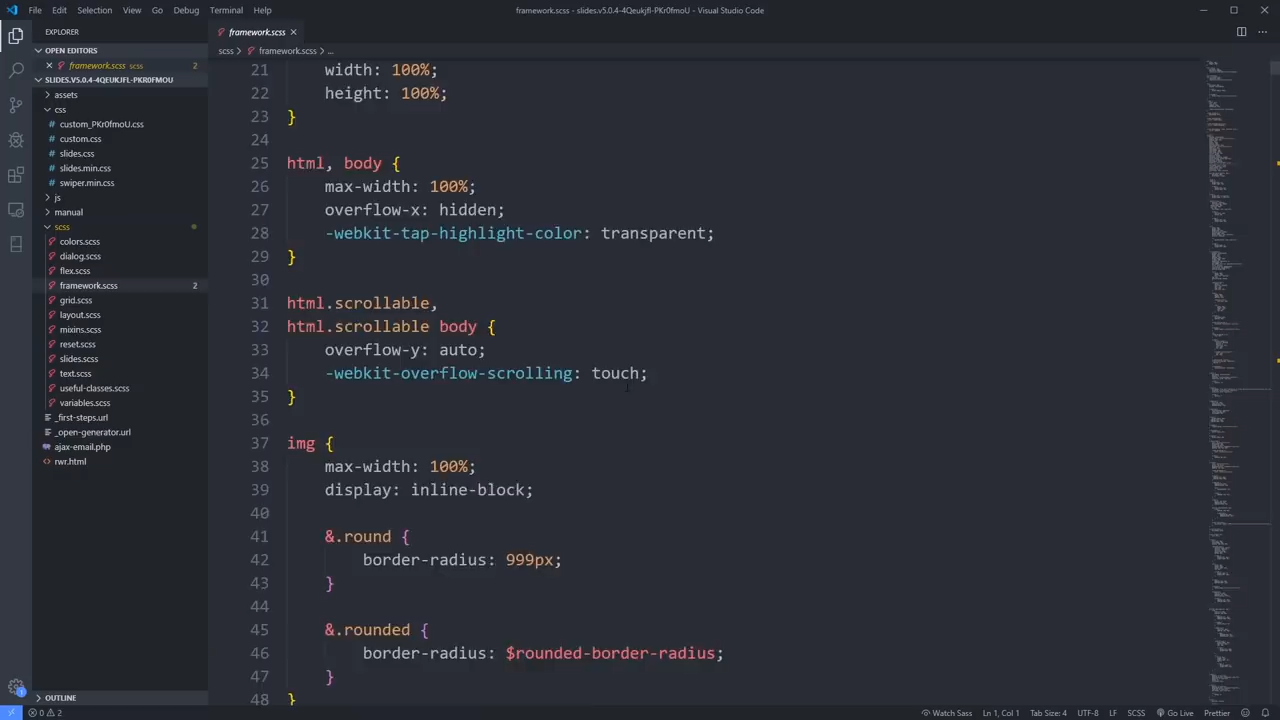 File Edit Selection View Go Debug Terminal Help
framework.scss - slides.v5.0.4-4Qeukjfl-PKr0fmoU - Visual Studio Code
EXPLORER
OPEN EDITORS
framework.scss scss 2
SLIDES.V5.0.4-4QEUKJFL-PKR0FMOU
assets
css
# custom_PKr0fmoU.css
# custom.css
# slides.css
# slides.min.css
# swiper.min.css
js
manual
scss
colors.scss
dialog.scss
flex.scss
framework.scss 2
grid.scss
layout.scss
mixins.scss
reset.scss
slides.scss
text.scss
useful-classes.scss
variables.scss
_first-steps.url
_open-generator.url
ajax-email.php
rwr.html
OUTLINE
framework.scss
scss > framework.scss > ...
21 width: 100%;
22 height: 100%;
23 }
24
25 html, body {
26 max-width: 100%;
27 overflow-x: hidden;
28 -webkit-tap-highlight-color: transparent;
29 }
30
31 html.scrollable,
32 html.scrollable body {
33 overflow-y: auto;
34 -webkit-overflow-scrolling: touch;
35 }
36
37 img {
38 max-width: 100%;
39 display: inline-block;
40
41 &.round {
42 border-radius: 999px;
43 }
44
45 &.rounded {
46 border-radius: $rounded-border-radius;
47 }
48 }
1
0 2
Watch Sass Ln 1, Col 1 Tab Size: 4 UTF-8 LF SCSS Go Live Prettier